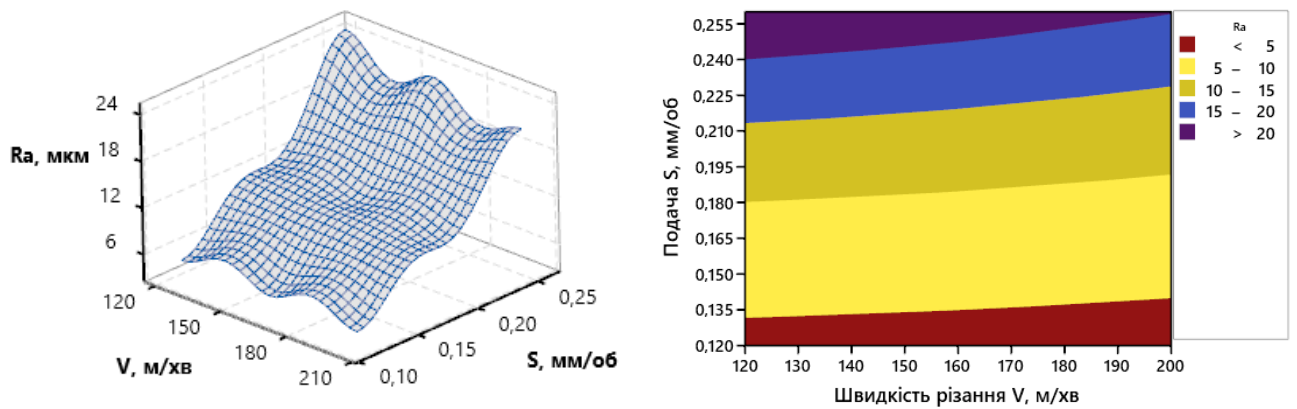 24
18
12
6
Ra, мкм
120
150
180
210
V, м/хв
0,10
0,15
0,20
0,25
S, мм/об
0,255
0,240
0,225
0,210
0,195
0,180
0,165
0,150
0,135
0,120
Подача S, мм/об
120 130 140 150 160 170 180 190 200
Швидкість різання V, м/хв
Ra
< 5
5 – 10
10 – 15
15 – 20
> 20